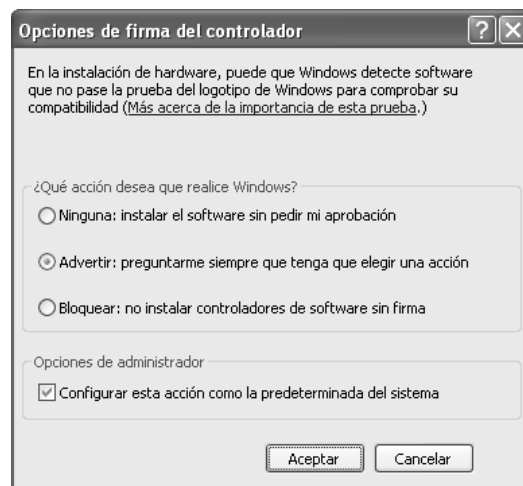 Opciones de firma del controlador
En la instalación de hardware, puede que Windows detecte software
que no pase la prueba del logotipo de Windows para comprobar su
compatibilidad (Más acerca de la importancia de esta prueba.)
¿Qué acción desea que realice Windows?
Ninguna: instalar el software sin pedir mi aprobación
Advertir: preguntarme siempre que tenga que elegir una acción
Bloquear: no instalar controladores de software sin firma
Opciones de administrador
Configurar esta acción como la predeterminada del sistema
Aceptar Cancelar